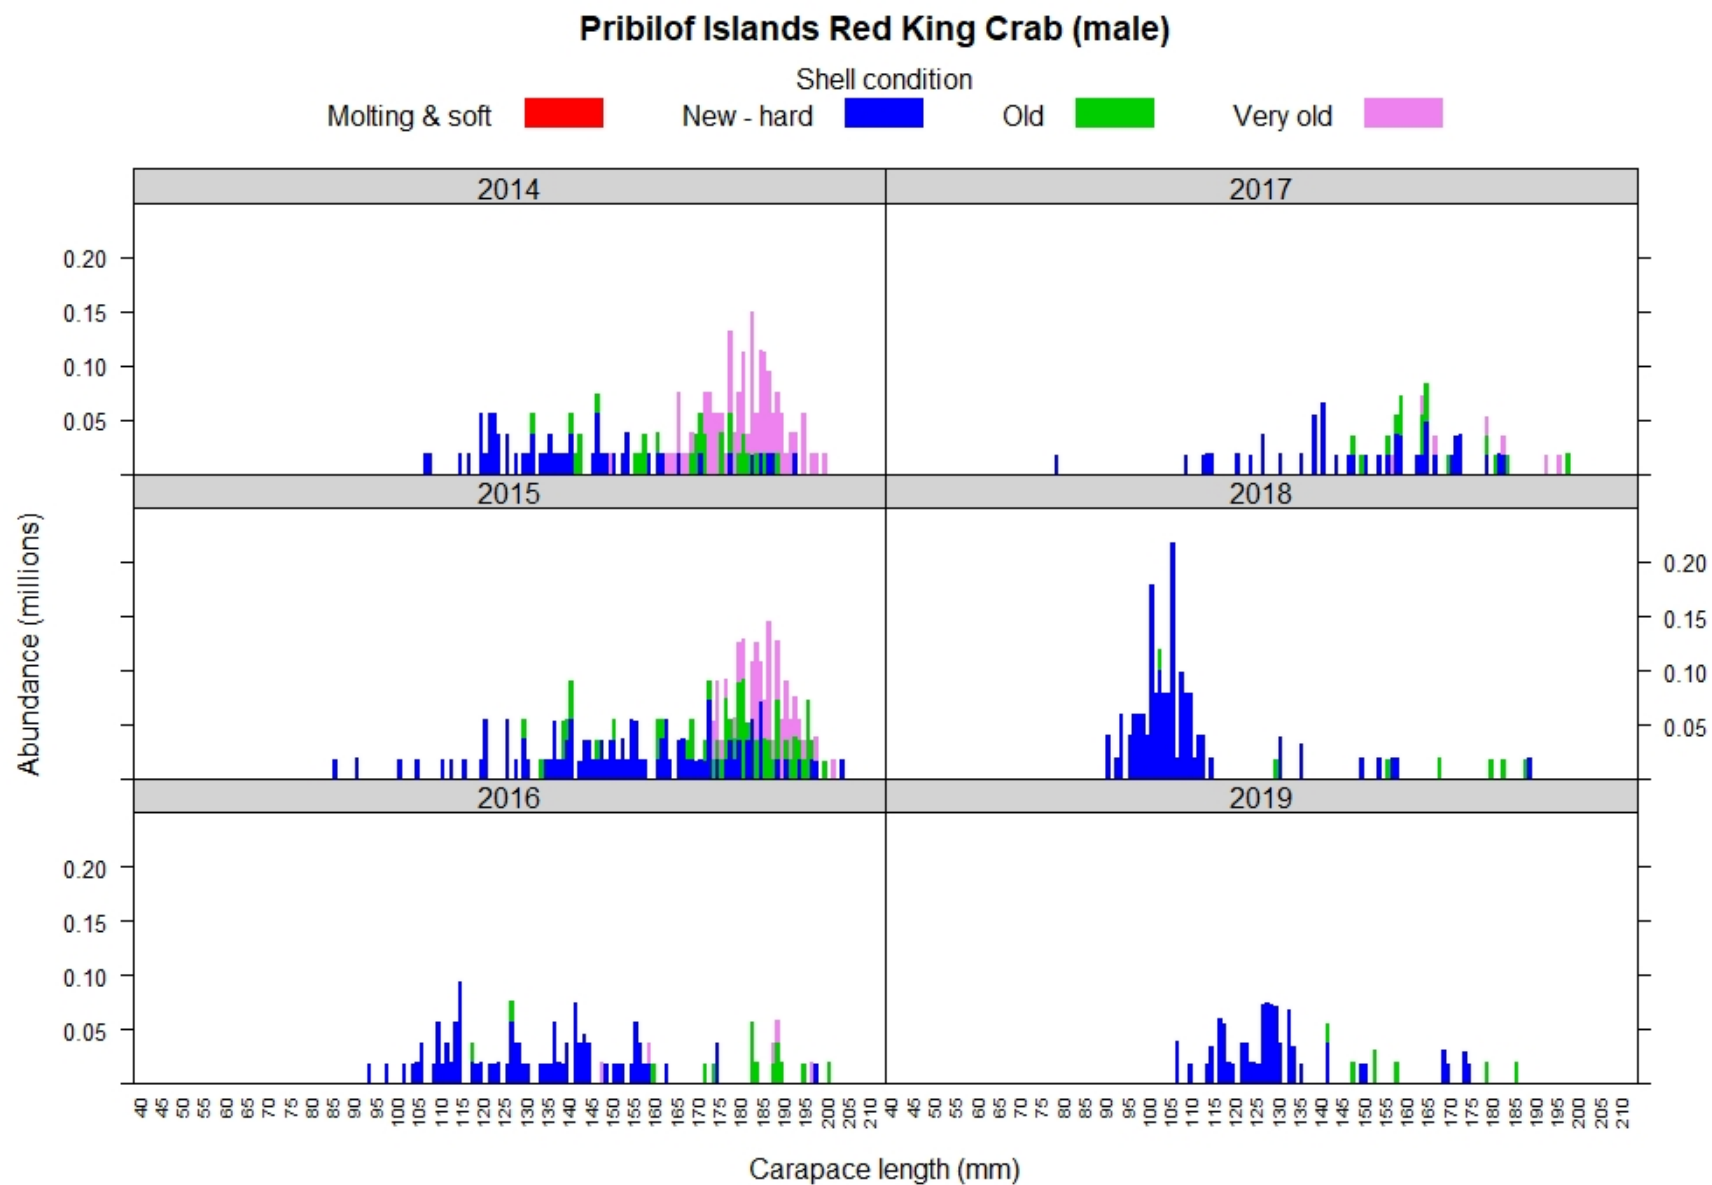 Pribilof Islands Red King Crab (male)
Shell condition
Molting & soft New - hard Old Very old
2014 2017
0.20
0.15
0.10
0.05
2015 2018
0.20
0.15
0.10
0.05
2016 2019
0.20
0.15
0.10
0.05
Abundance (millions)
40 45 50 55 60 65 70 75 80 85 90 95 100 105 110 115 120 125 130 135 140 145 150 155 160 165 170 175 180 185 190 195 200 205 210 40 45 50 55 60 65 70 75 80 85 90 95 100 105 110 115 120 125 130 135 140 145 150 155 160 165 170 175 180 185 190 195 200 205 210
Carapace length (mm)